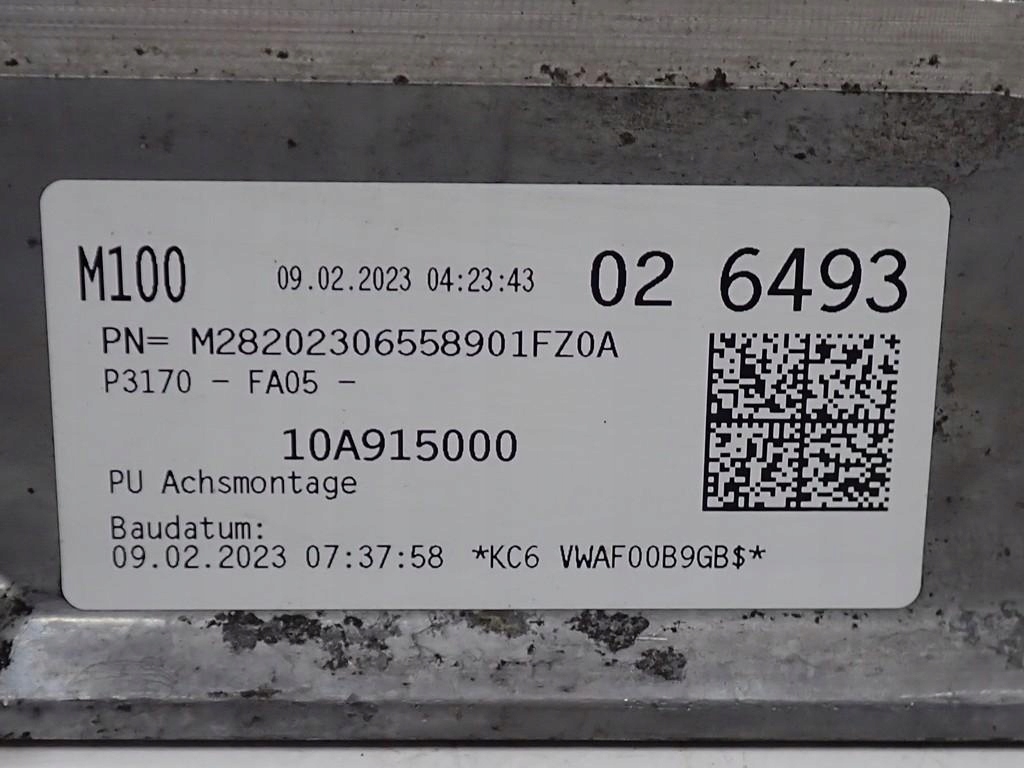 M100 09.02.2023 04:23:43 02 6493
PN= M28202306558901FZ0A
P3170 - FA05 -
10A915000
PU Achsmontage
Baudatum:
09.02.2023 07:37:58 *KC6 VWAF00B9GB$*